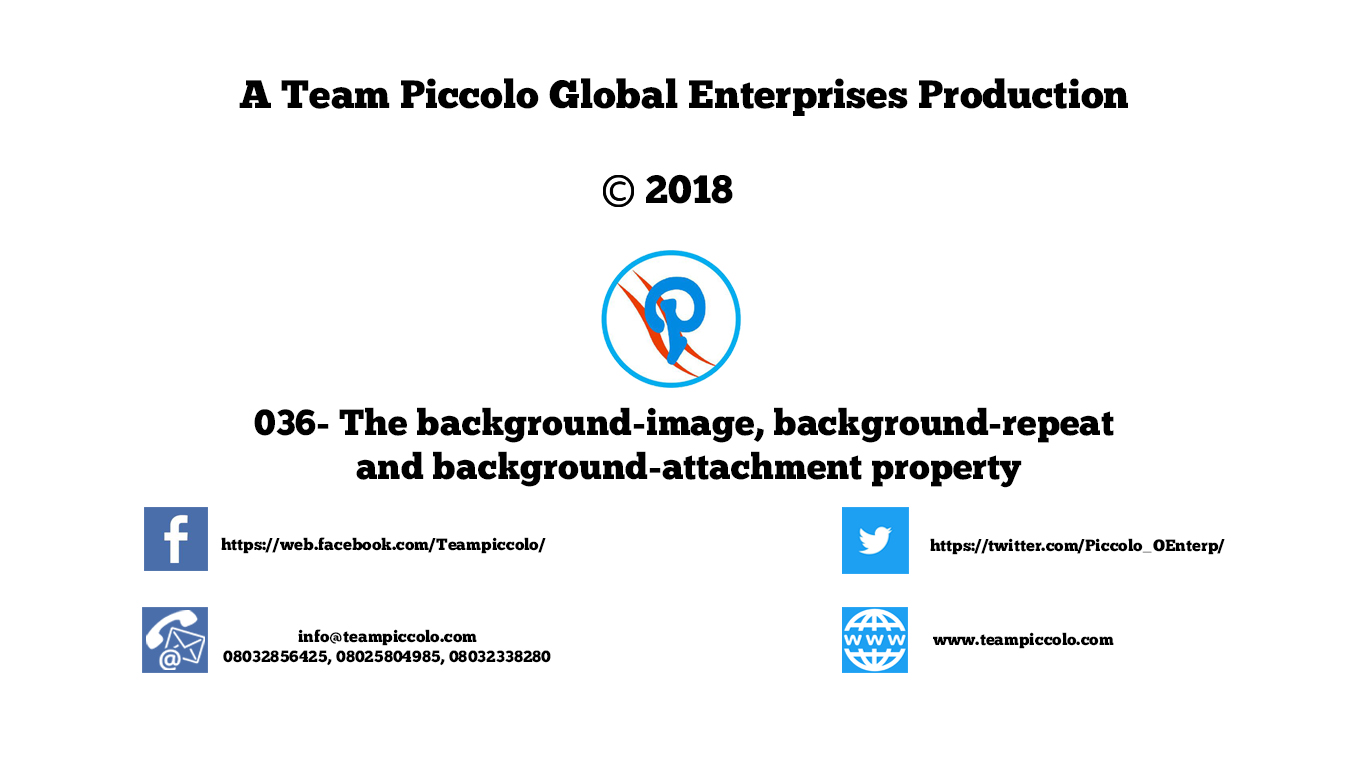 A Team Piccolo Global Enterprises Production
© 2018
036- The background-image, background-repeat
and background-attachment property
https://web.facebook.com/Teampiccolo/
https://twitter.com/Piccolo_OEnterp/
info@teampiccolo.com
08032856425, 08025804985, 08032338280
www.teampiccolo.com